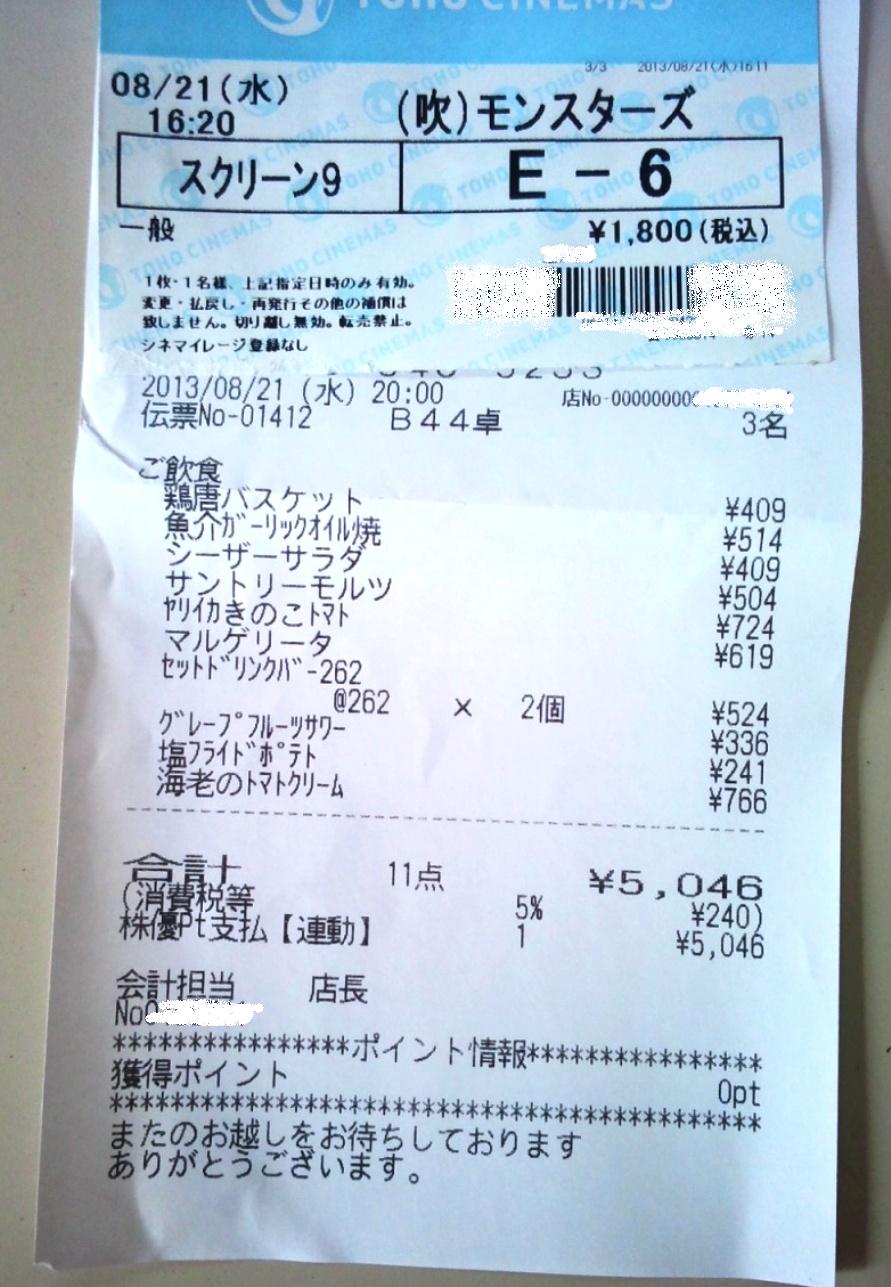 TOHO CINEMAS
3/3 2013/08/21(水)16:11
08/21(水)
16:20
(吹)モンスターズ
スクリーン9
E-6
一般
¥1,800(税込)
1枚・1名様、上記指定日時のみ有効。
変更・払戻し・再発行その他の補償は
致しません。切り離し無効。転売禁止。
シネマイレージ登録なし
2013/08/21 (水) 20:00 店No-00000000
伝票No-01412 B44卓 3名
ご飲食
鶏唐バスケット ¥409
魚介ガーリックオイル焼 ¥514
シーザーサラダ ¥409
サントリーモルツ ¥504
ヤリイカきのこトマト ¥724
マルゲリータ ¥619
セットドリンクバー262
@262 × 2個 ¥524
グレープフルーツサワー ¥336
塩フライドポテト ¥241
海老のトマトクリーム ¥766
合計 11点 ¥5,046
(消費税等 5% ¥240)
株優Pt支払【連動】 1 ¥5,046
会計担当 店長
No0
****************ポイント情報****************
獲得ポイント 0pt
********************************************
またのお越しをお待ちしております
ありがとうございます。